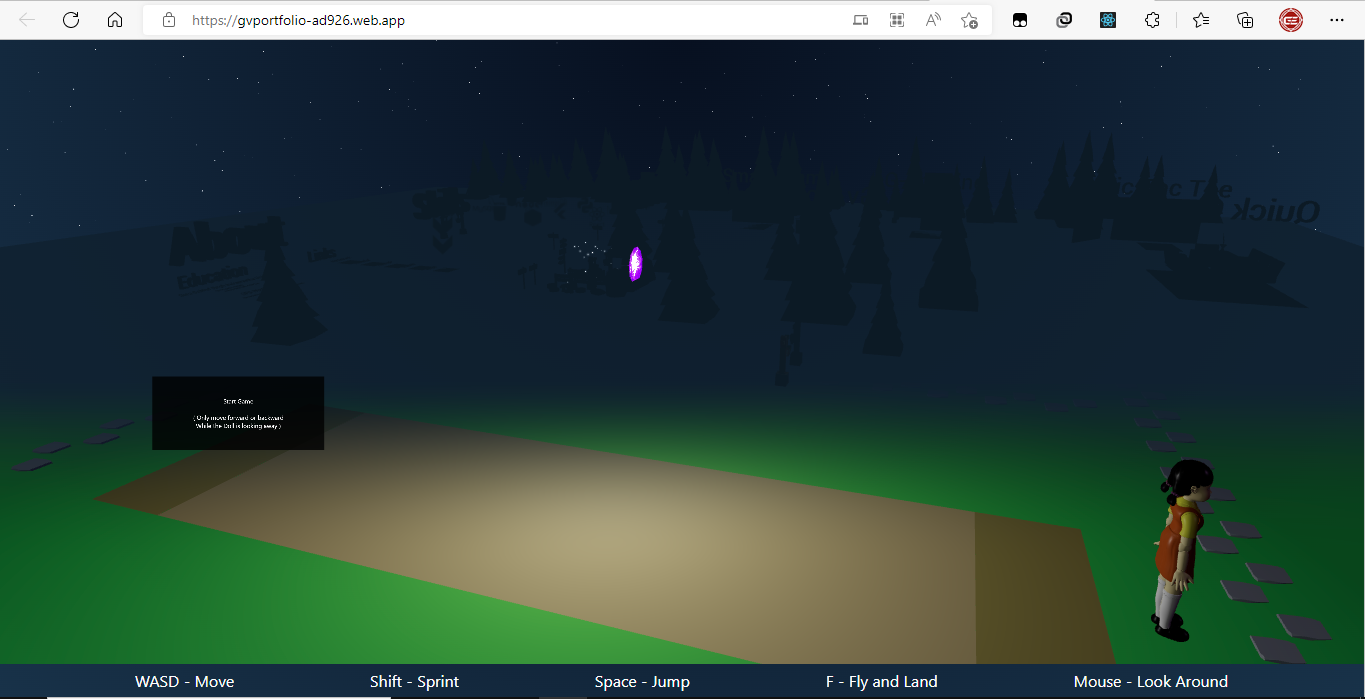 https://gvportfolio-ad926.web.app
About
Education
Links
Quick
Start Game
( Only move forward or backward
While the Doll is looking away )
WASD - Move
Shift - Sprint
Space - Jump
F - Fly and Land
Mouse - Look Around